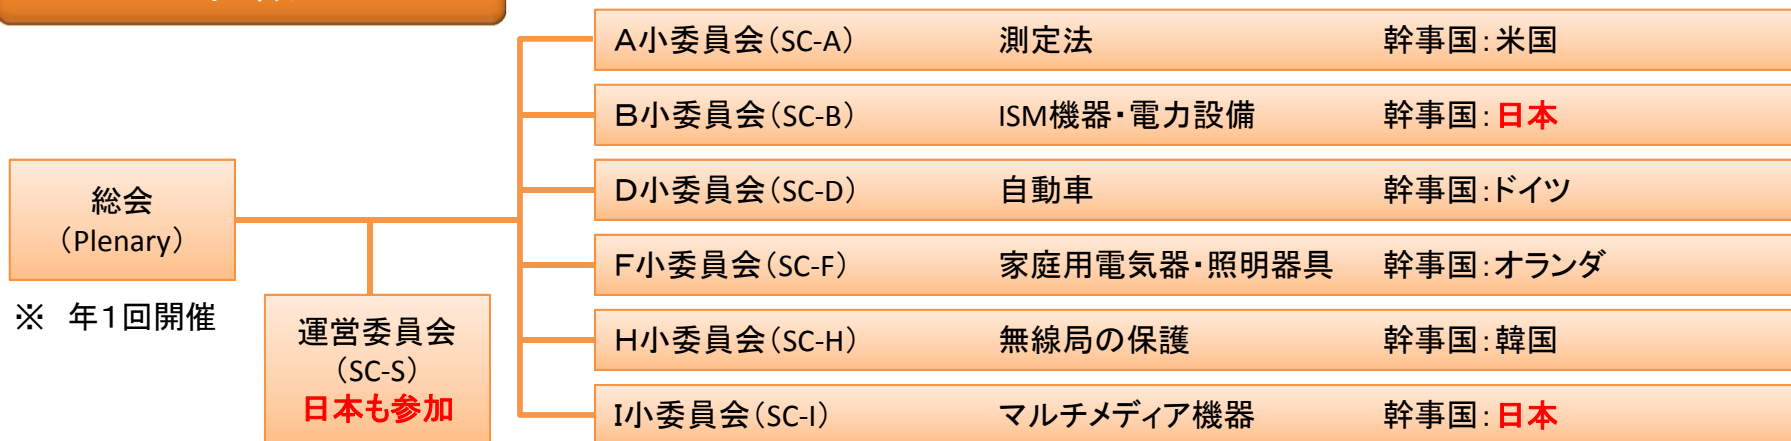 総会
（Plenary）
※　年１回開催
運営委員会
（SC-S）
日本も参加
Ａ小委員会（SC-A）　測定法　幹事国：米国
Ｂ小委員会（SC-B）　ISM機器・電力設備　幹事国：日本
Ｄ小委員会（SC-D）　自動車　幹事国：ドイツ
Ｆ小委員会（SC-F）　家庭用電気器・照明器具　幹事国：オランダ
Ｈ小委員会（SC-H）　無線局の保護　幹事国：韓国
I小委員会（SC-I）　マルチメディア機器　幹事国：日本